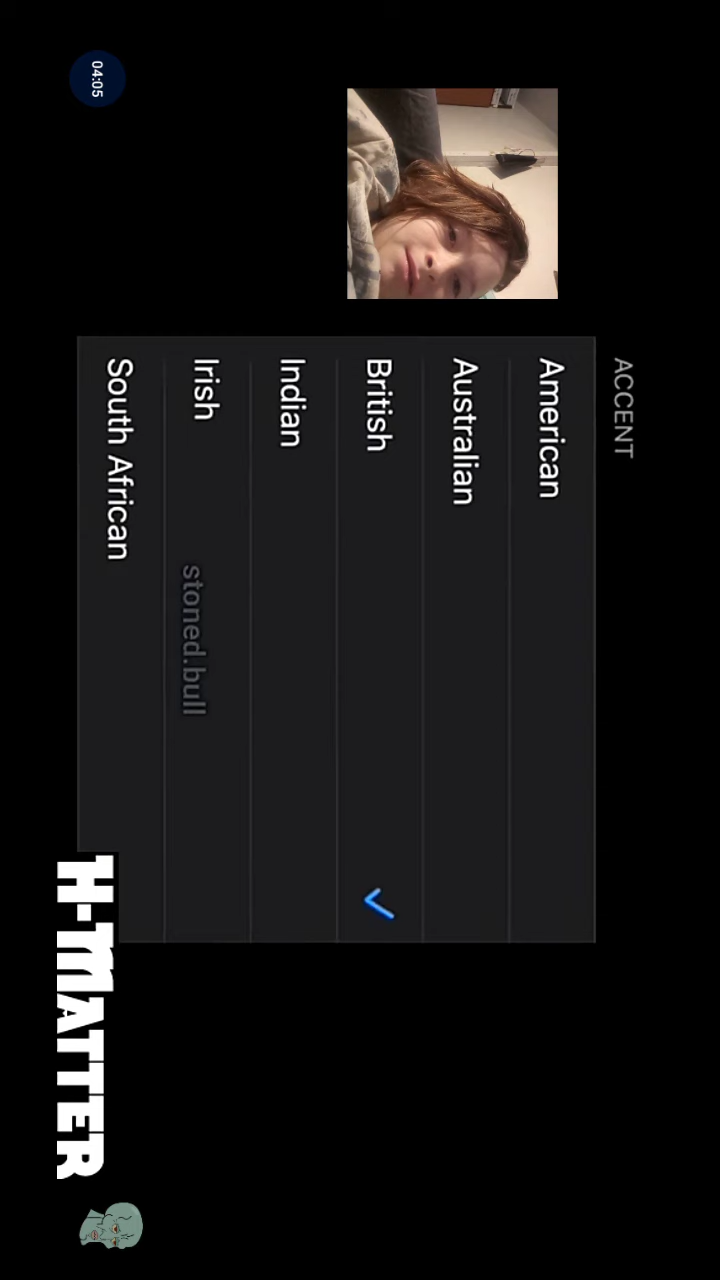 04:05
ACCENT
American
Australian
British
Indian
Irish
South African
stoned.bull
H-MATTER